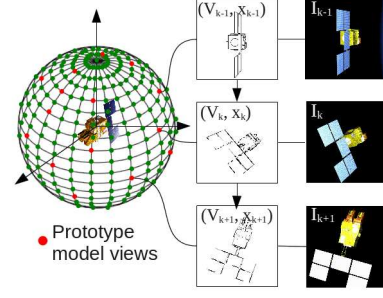 (V_{k-1}, x_{k-1})
I_{k-1}
(V_k, x_k)
I_k
(V_{k+1}, x_{k+1})
I_{k+1}
Prototype
model views